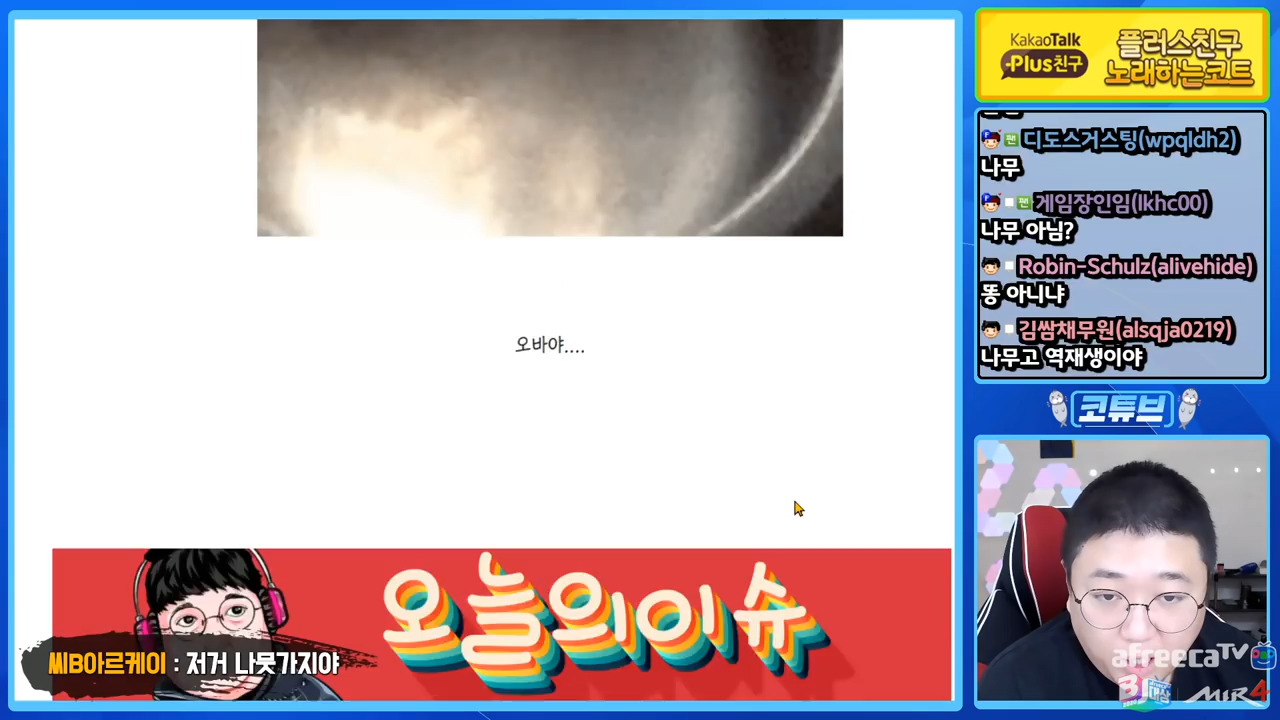 오바야....
오늘의이슈
씨B아르케이 : 저거 나뭇가지야
KakaoTalk
Plus친구
플러스친구
노래하는코트
디도스거스팅(wpqldh2)
나무
게임장인임(lkhc00)
나무 아님?
Robin-Schulz(alivehide)
똥 아니냐
김쌈채무원(alsqja0219)
나무고 역재생이야
코튜브
afreecaTV
BJ대상
MIR4